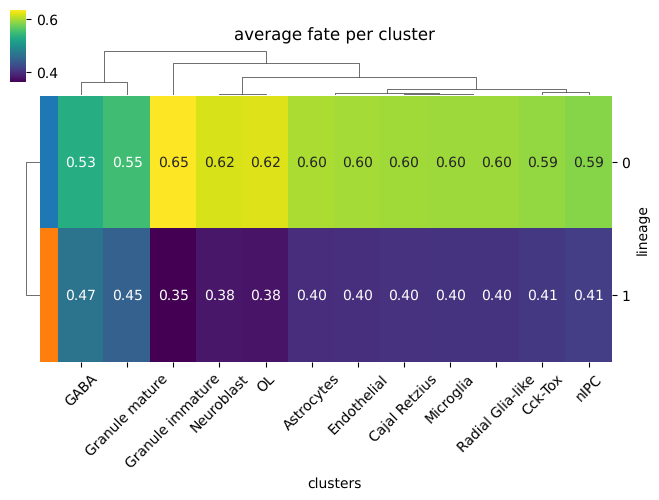 0.6
0.4
average fate per cluster
0.53 0.55 0.65 0.62 0.62 0.60 0.60 0.60 0.60 0.60 0.59 0.59
0
0.47 0.45 0.35 0.38 0.38 0.40 0.40 0.40 0.40 0.40 0.41 0.41
1
lineage
GABA
Granule mature
Granule immature
Neuroblast
OL
Astrocytes
Endothelial
Cajal Retzius
Microglia
Radial Glia-like
Cck-Tox
nIPC
clusters